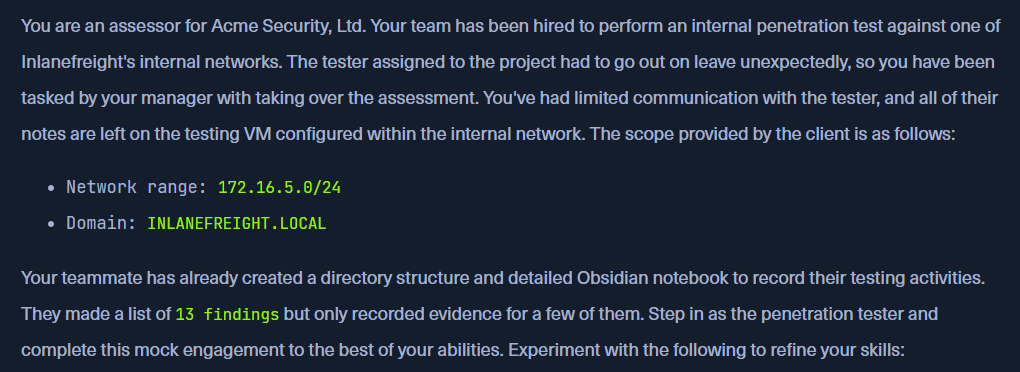 You are an assessor for Acme Security, Ltd. Your team has been hired to perform an internal penetration test against one of
Inlanefreight's internal networks. The tester assigned to the project had to go out on leave unexpectedly, so you have been
tasked by your manager with taking over the assessment. You've had limited communication with the tester, and all of their
notes are left on the testing VM configured within the internal network. The scope provided by the client is as follows:
• Network range: 172.16.5.0/24
• Domain: INLANEFREIGHT.LOCAL
Your teammate has already created a directory structure and detailed Obsidian notebook to record their testing activities.
They made a list of 13 findings but only recorded evidence for a few of them. Step in as the penetration tester and
complete this mock engagement to the best of your abilities. Experiment with the following to refine your skills: